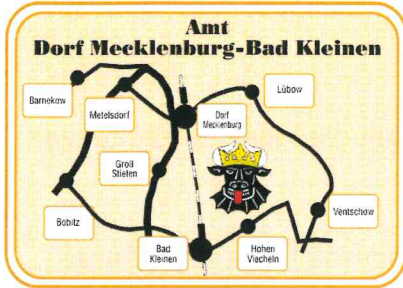 Amt
Dorf Mecklenburg-Bad Kleinen
Barnekow
Metelsdorf
Dorf
Mecklenburg
Lübow
Groß
Stieten
Bobitz
Bad
Kleinen
Hohen
Viecheln
Ventschow